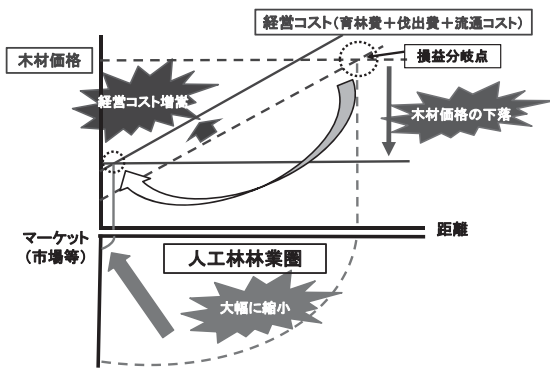 経営コスト(育林費+伐出費+流通コスト)
木材価格
損益分岐点
経営コスト増嵩
木材価格の下落
マーケット
(市場等)
距離
人工林林業圏
大幅に縮小